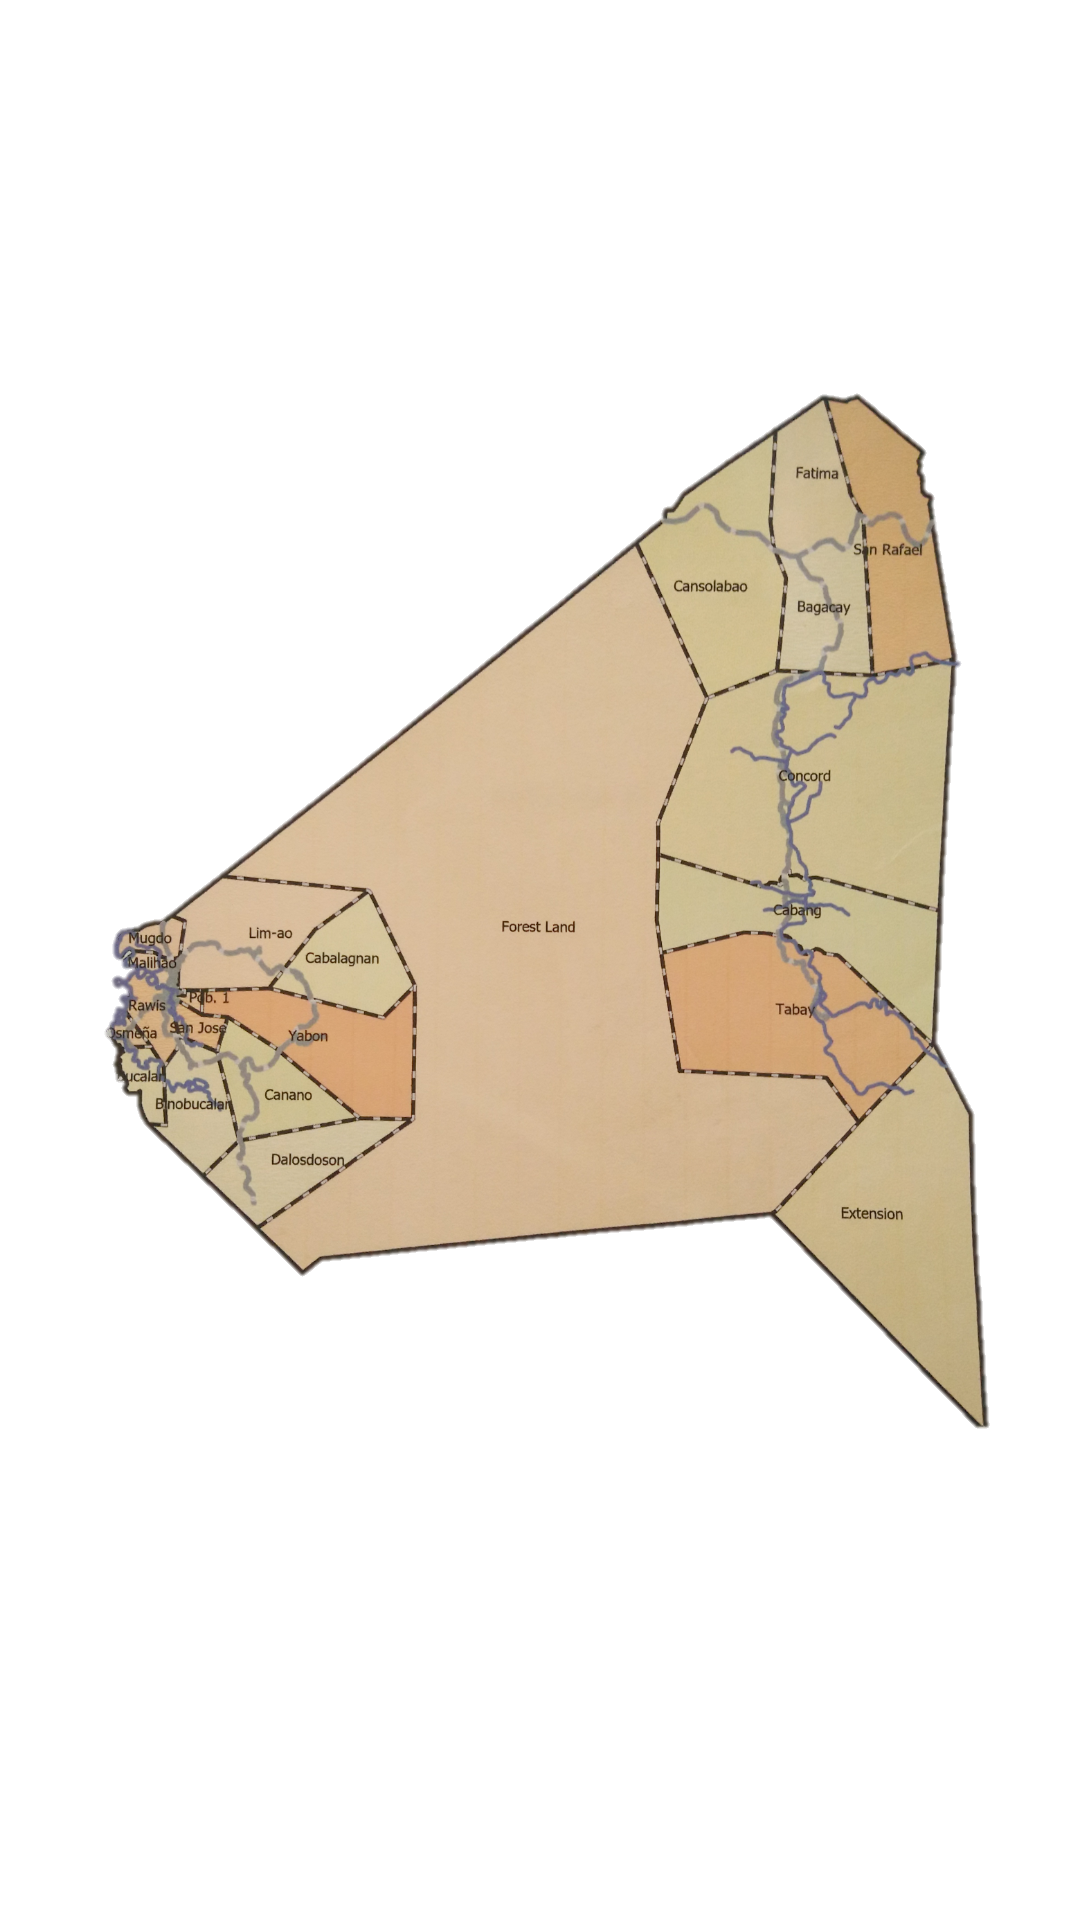 Fatima
San Rafael
Cansolabao
Bagacay
Concord
Cabang
Forest Land
Lim-ao
Mugdo
Cabalagnan
Malihao
Pob. 1
Rawis
Tabay
San Jose
Osmeña
Yabon
Canano
Binobucalan
Dalosdoson
Extension